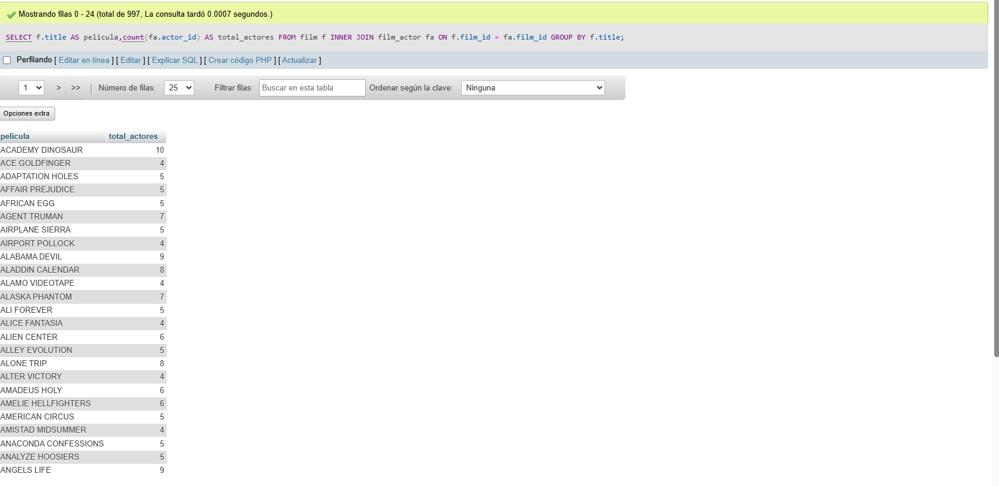 Mostrando filas 0 - 24 (total de 997, La consulta tardó 0.0007 segundos.)
SELECT f.title AS pelicula,count(fa.actor_id) AS total_actores FROM film f INNER JOIN film_actor fa ON f.film_id = fa.film_id GROUP BY f.title;
Perfilando [ Editar en línea ] [ Editar ] [ Explicar SQL ] [ Crear código PHP ] [ Actualizar ]
1 > >> | Número de filas: 25 Filtrar filas: Buscar en esta tabla Ordenar según la clave: Ninguna
Opciones extra
pelicula total_actores
ACADEMY DINOSAUR 10
ACE GOLDFINGER 4
ADAPTATION HOLES 5
AFFAIR PREJUDICE 5
AFRICAN EGG 5
AGENT TRUMAN 7
AIRPLANE SIERRA 5
AIRPORT POLLOCK 4
ALABAMA DEVIL 9
ALADDIN CALENDAR 8
ALAMO VIDEOTAPE 4
ALASKA PHANTOM 7
ALI FOREVER 5
ALICE FANTASIA 4
ALIEN CENTER 6
ALLEY EVOLUTION 5
ALONE TRIP 8
ALTER VICTORY 4
AMADEUS HOLY 6
AMELIE HELLFIGHTERS 6
AMERICAN CIRCUS 5
AMISTAD MIDSUMMER 4
ANACONDA CONFESSIONS 5
ANALYZE HOOSIERS 5
ANGELS LIFE 9